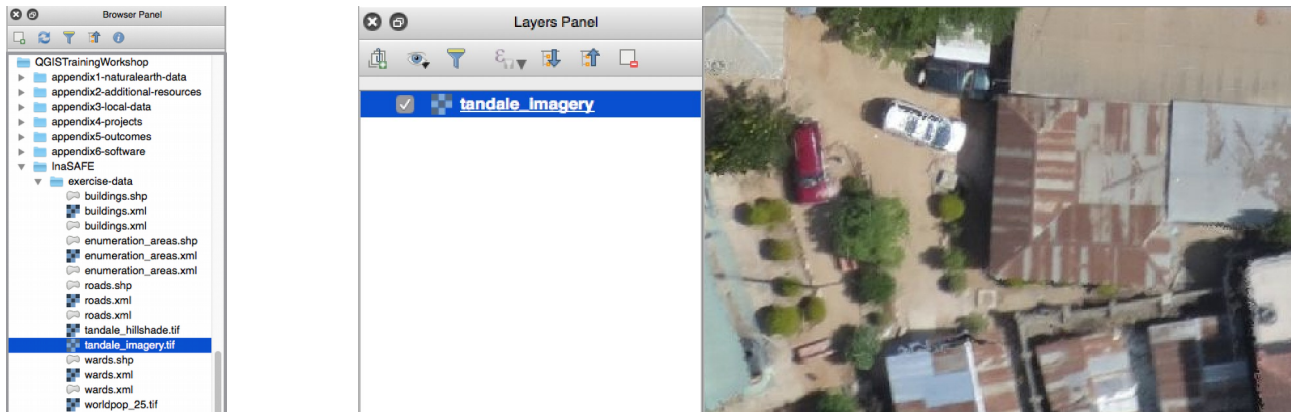 Browser Panel
QGISTrainingWorkshop
appendix1-naturalearth-data
appendix2-additional-resources
appendix3-local-data
appendix4-projects
appendix5-outcomes
appendix6-software
InaSAFE
exercise-data
buildings.shp
buildings.xml
buildings.xml
enumeration_areas.shp
enumeration_areas.xml
enumeration_areas.xml
roads.shp
roads.xml
roads.xml
tandale_hillshade.tif
tandale_imagery.tif
wards.shp
wards.xml
wards.xml
worldpop_25.tif
Layers Panel
tandale_imagery